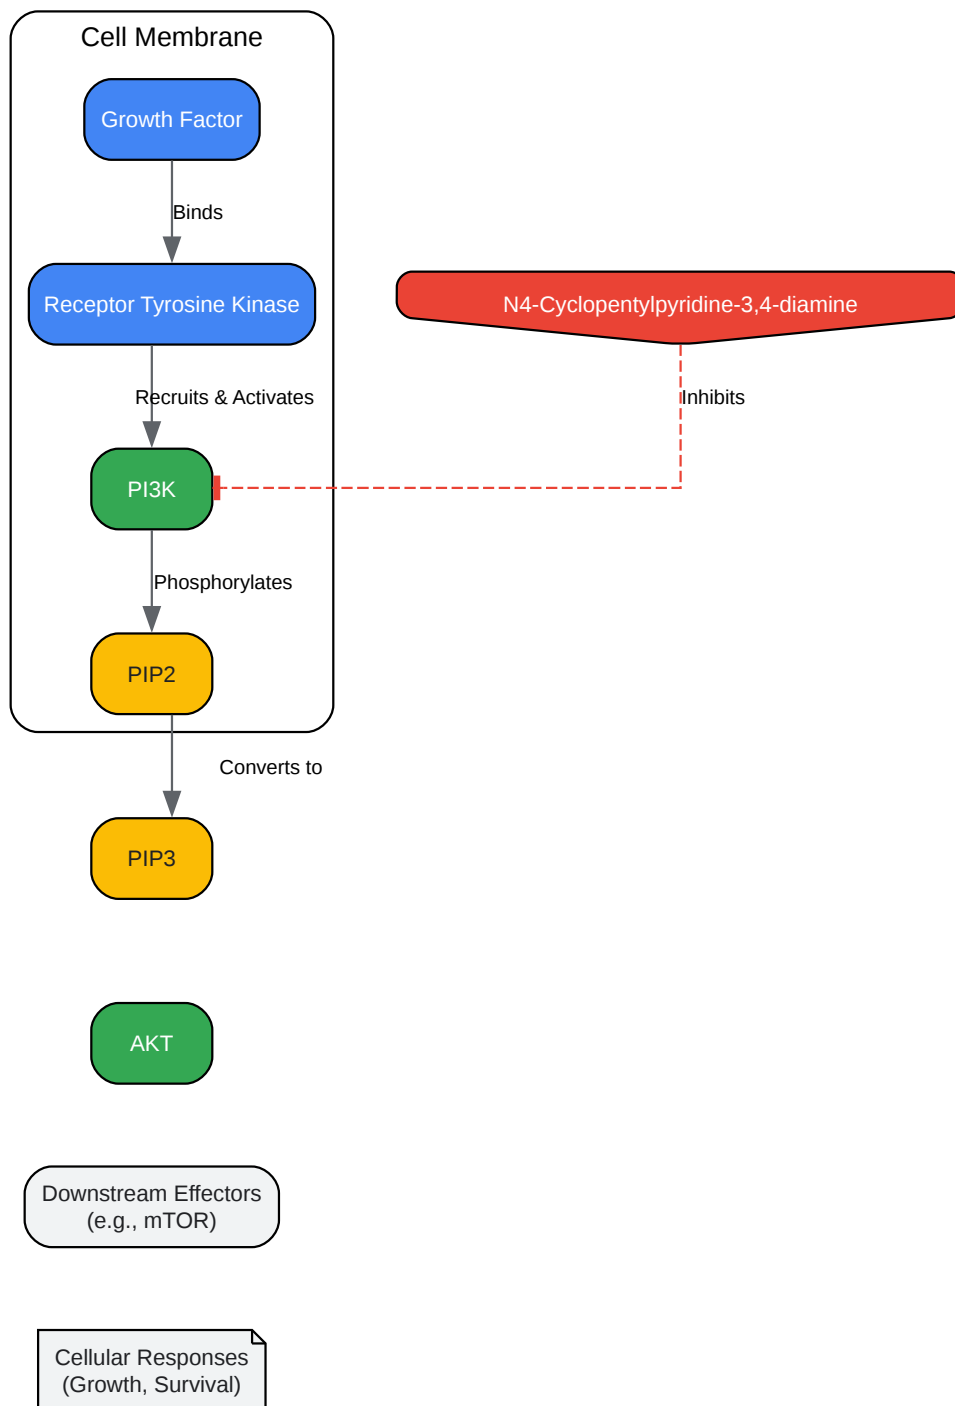 Cell Membrane
Growth Factor
Binds
Receptor Tyrosine Kinase
N4-Cyclopentylpyridine-3,4-diamine
Recruits & Activates
Inhibits
PI3K
Phosphorylates
PIP2
Converts to
PIP3
AKT
Downstream Effectors
(e.g., mTOR)
Cellular Responses
(Growth, Survival)